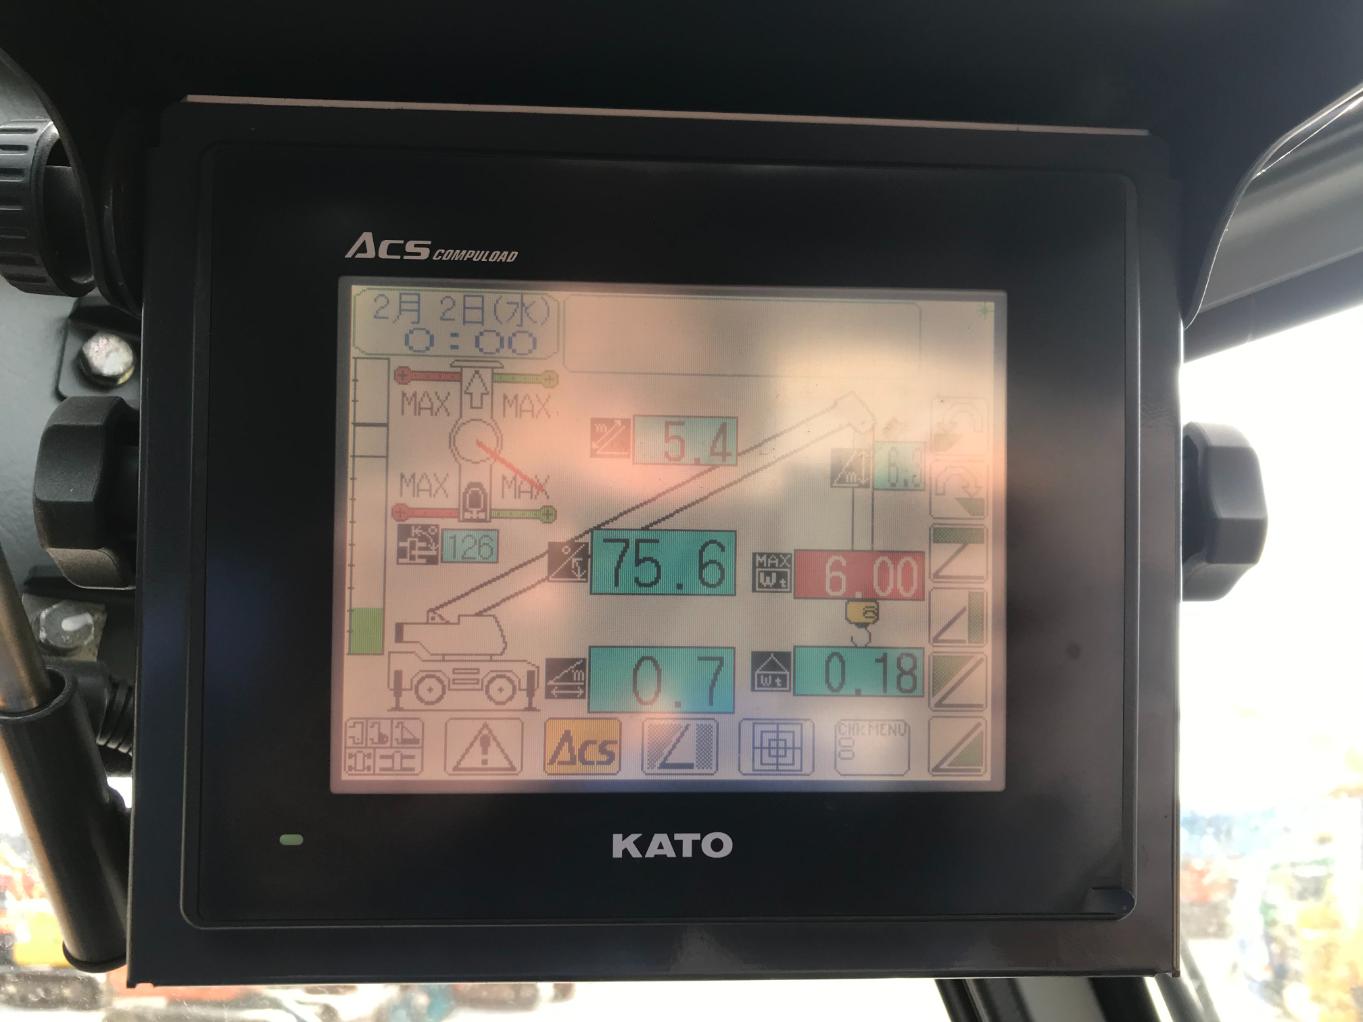 ACS COMPULOAD
2月 2日(水)
0:00
MAX MAX
5.4
MAX MAX
126
75.6
MAX
Wt
6.00
0.7
Wt
0.18
ACS
CHK MENU
KATO